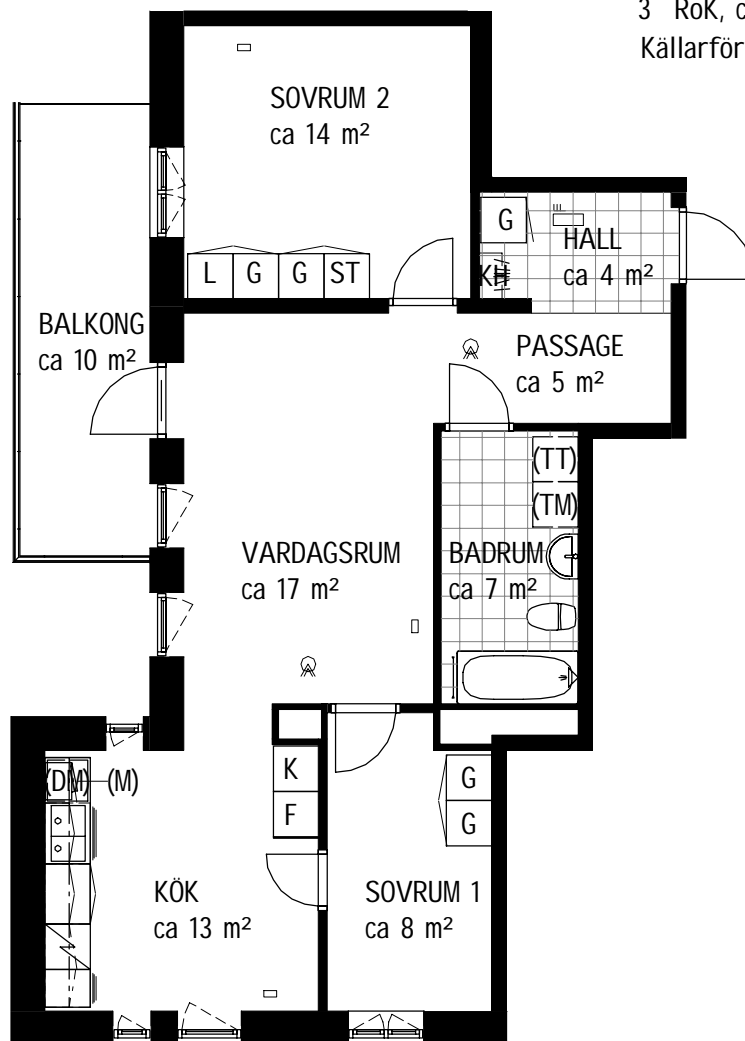 3 RoK, c
Källarför
SOVRUM 2
ca 14 m²
G
HALL
ca 4 m²
KH
L G G ST
BALKONG
ca 10 m²
PASSAGE
ca 5 m²
(TT)
(TM)
VARDAGSRUM
ca 17 m²
BADRUM
ca 7 m²
(DM) (M)
K
F
G
G
KÖK
ca 13 m²
SOVRUM 1
ca 8 m²